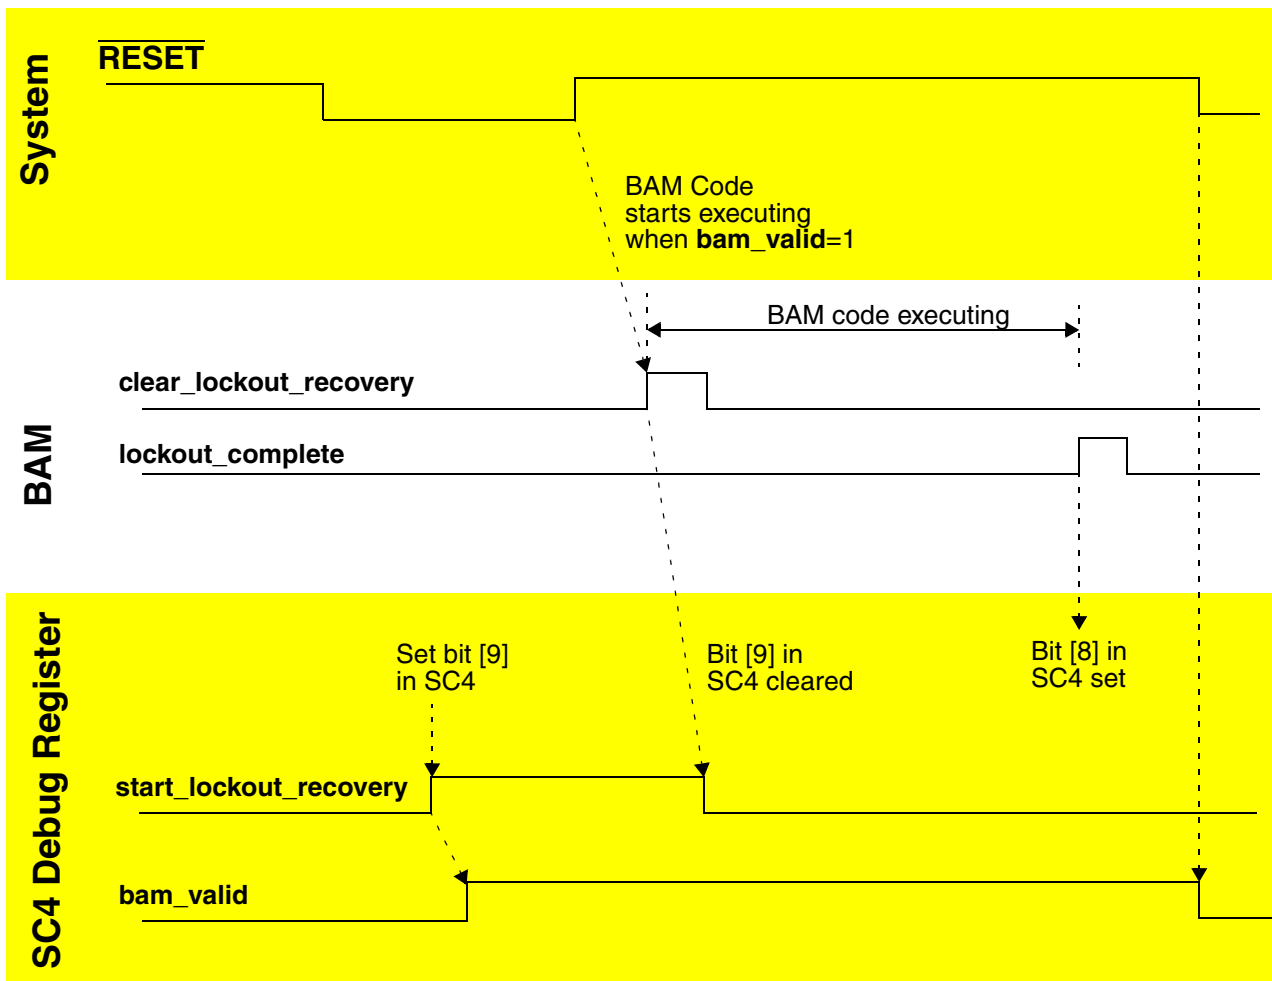 System
RESET
BAM Code
starts executing
when bam_valid=1
BAM
BAM code executing
clear_lockout_recovery
lockout_complete
SC4 Debug Register
Set bit [9]
in SC4
Bit [9] in
SC4 cleared
Bit [8] in
SC4 set
start_lockout_recovery
bam_valid